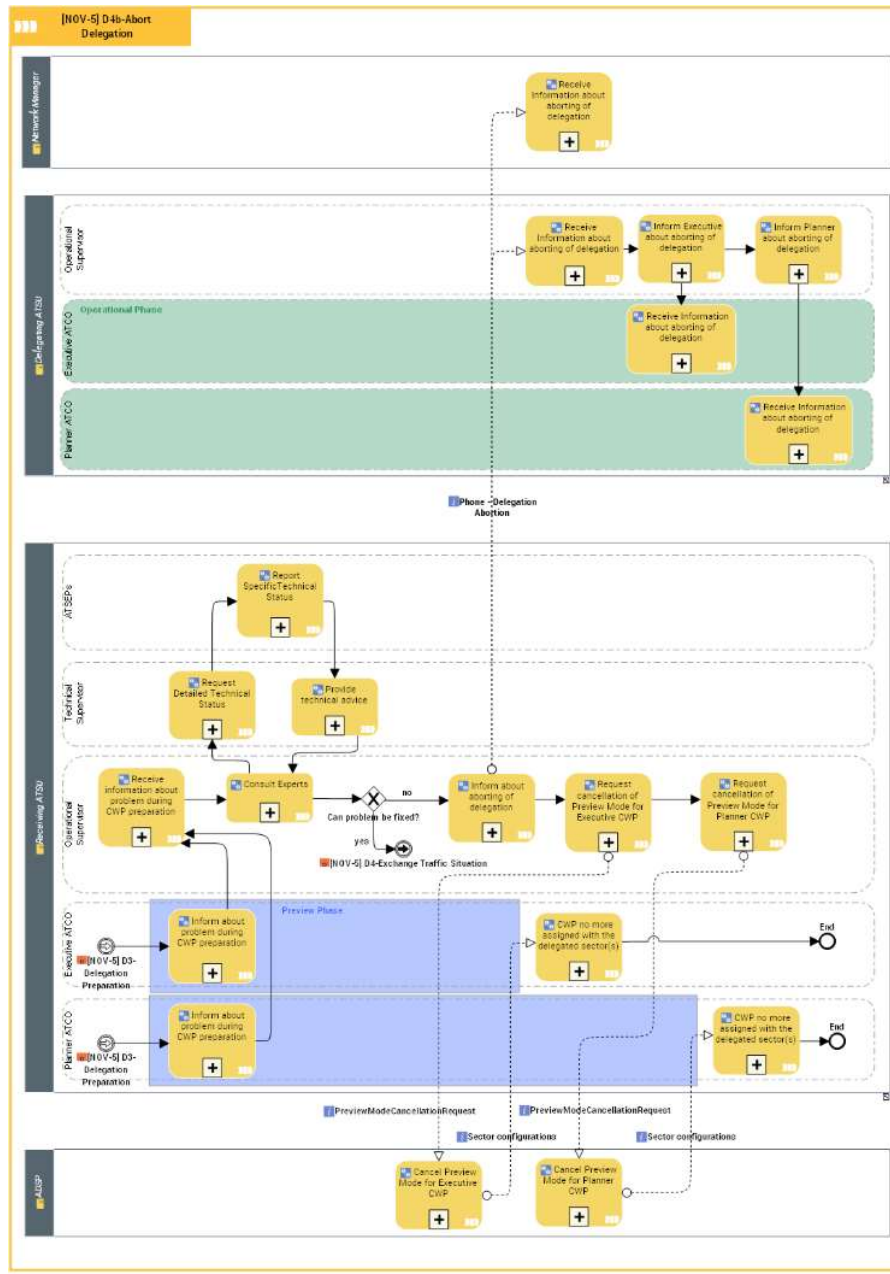 [NOV-5] D4b-Abort
Delegation
Network Manager
Receive
Information about
aborting of
delegation
Delegating ATSU
Operational
Supervisor
Receive
Information about
aborting of delegation
Inform Executive
about aborting of
delegation
Inform Planner
about aborting of
delegation
Executive ATCO
Operational Phase
Receive Information
about aborting of
delegation
Planner ATCO
Receive Information
about aborting of
delegation
Phone - Delegation
Abortion
Receiving ATSU
ATSEPs
Report
SpecificTechnical
Status
Technical
Supervisor
Request
Detailed Technical
Status
Provide
technical advice
Operational
Supervisor
Receive
information about
problem during
CWP preparation
Consult Experts
no
Can problem be fixed?
yes
[NOV-5] D4-Exchange Traffic Situation
Inform about
aborting of
delegation
Request
cancellation of
Preview Mode for
Executive CWP
Request
cancellation of
Preview Mode for
Planner CWP
Executive ATCO
[NOV-5] D3-
Delegation
Preparation
Preview Phase
Inform about
problem during
CWP preparation
CWP no more
assigned with the
delegated sector(s)
End
Planner ATCO
[NOV-5] D3-
Delegation
Preparation
Inform about
problem during
CWP preparation
CWP no more
assigned with the
delegated sector(s)
End
PreviewModeCancellationRequest
PreviewModeCancellationRequest
Sector configurations
Sector configurations
ADSP
Cancel Preview
Mode for Executive
CWP
Cancel Preview
Mode for Planner
CWP